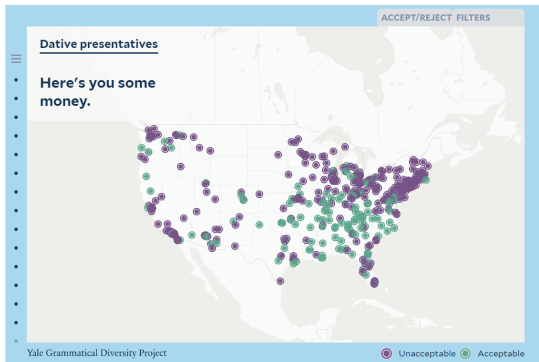 ACCEPT/REJECT FILTERS
Dative presentatives
Here's you some
money.
Yale Grammatical Diversity Project
Unacceptable
Acceptable